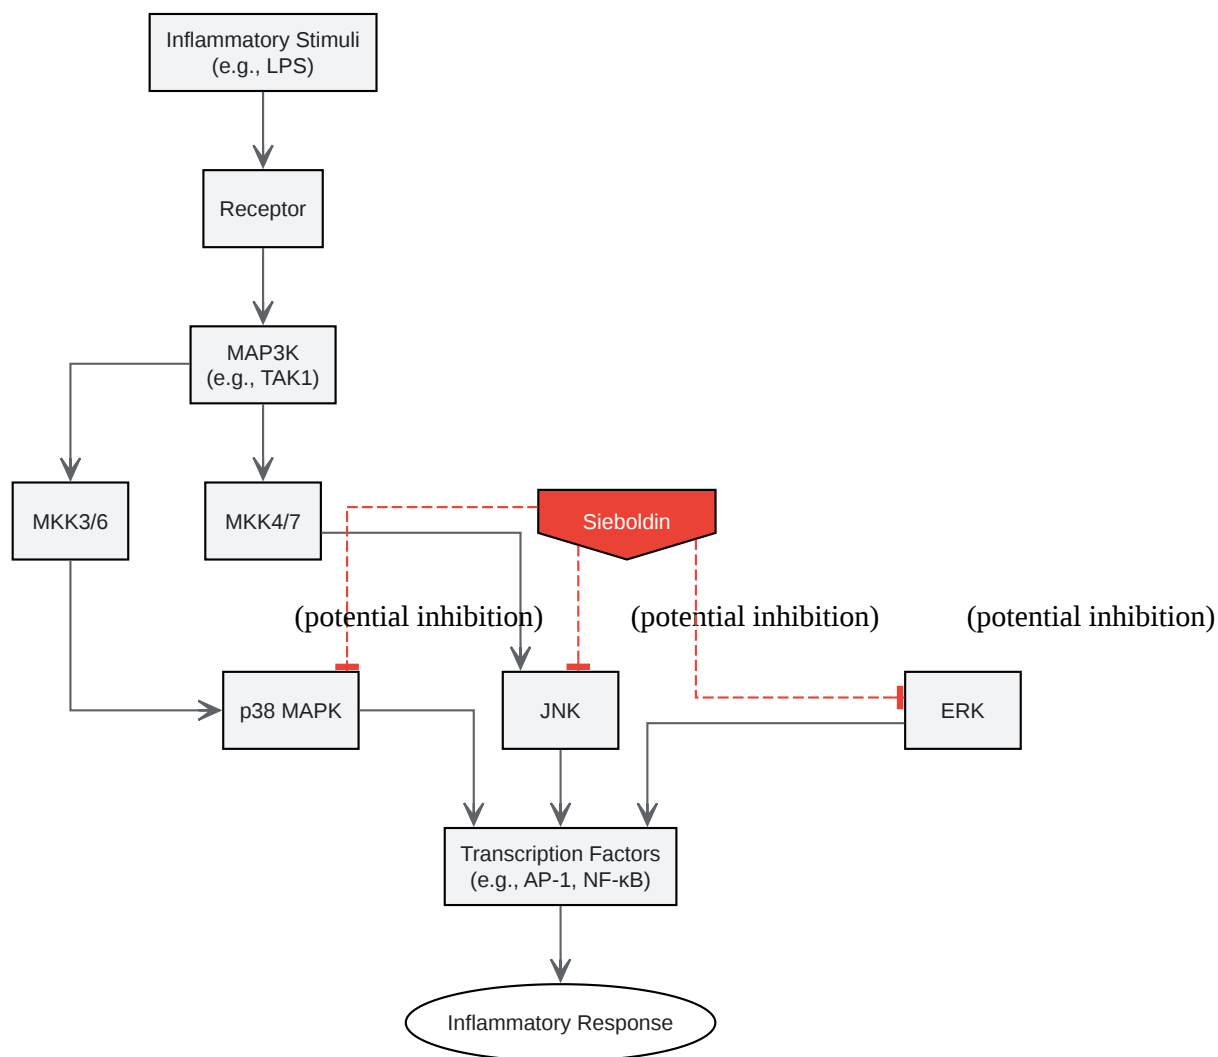 Inflammatory Stimuli
(e.g., LPS)
Receptor
MAP3K
(e.g., TAK1)
MKK3/6
MKK4/7
Sieboldin
(potential inhibition)
(potential inhibition)
(potential inhibition)
p38 MAPK
JNK
ERK
Transcription Factors
(e.g., AP-1, NF-κB)
Inflammatory Response